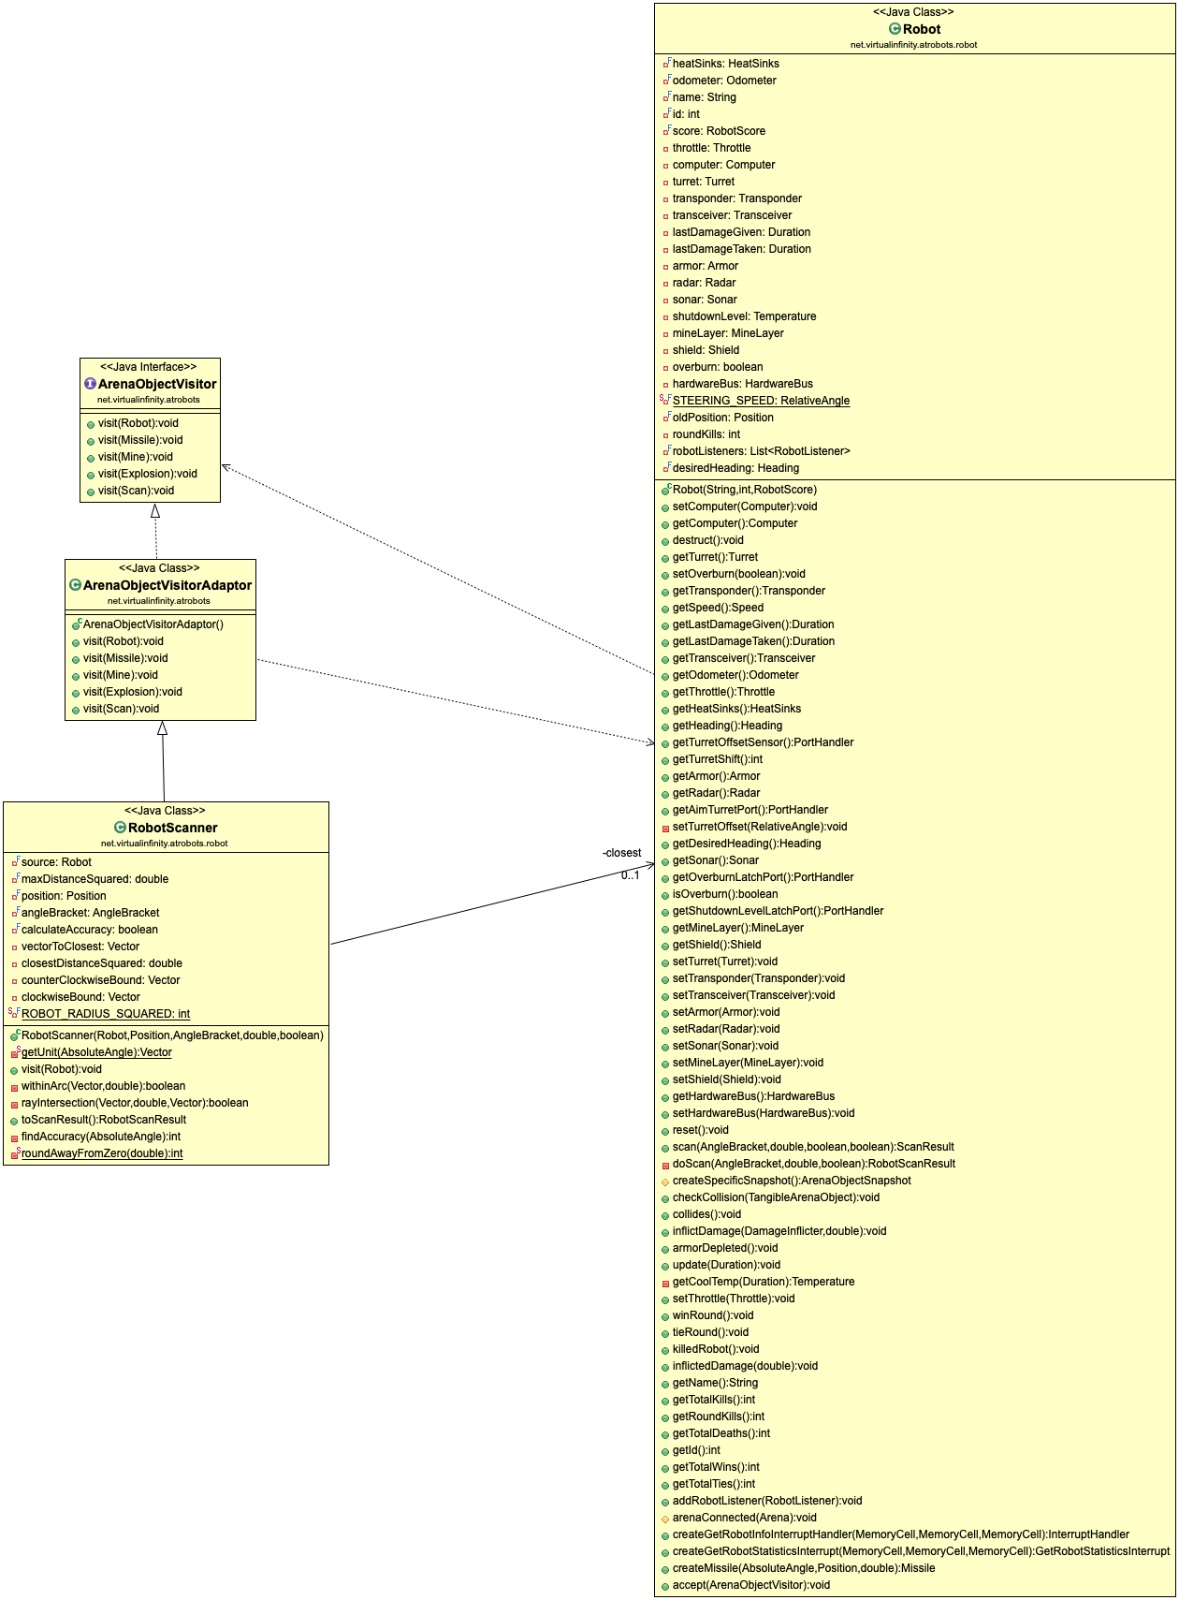 <<Java Class>>
Robot
net.virtualinfinity.atrobots.robot
heatSinks: HeatSinks
odometer: Odometer
name: String
id: int
score: RobotScore
throttle: Throttle
computer: Computer
turret: Turret
transponder: Transponder
transceiver: Transceiver
lastDamageGiven: Duration
lastDamageTaken: Duration
armor: Armor
radar: Radar
sonar: Sonar
shutdownLevel: Temperature
mineLayer: MineLayer
shield: Shield
overburn: boolean
hardwareBus: HardwareBus
STEERING_SPEED: RelativeAngle
oldPosition: Position
roundKills: int
robotListeners: List<RobotListener>
desiredHeading: Heading
Robot(String,int,RobotScore)
setComputer(Computer):void
getComputer():Computer
destruct():void
getTurret():Turret
setOverburn(boolean):void
getTransponder():Transponder
getSpeed():Speed
getLastDamageGiven():Duration
getLastDamageTaken():Duration
getTransceiver():Transceiver
getOdometer():Odometer
getThrottle():Throttle
getHeatSinks():HeatSinks
getHeading():Heading
getTurretOffsetSensor():PortHandler
getTurretShift():int
getArmor():Armor
getRadar():Radar
getAimTurretPort():PortHandler
setTurretOffset(RelativeAngle):void
getDesiredHeading():Heading
getSonar():Sonar
getOverburnLatchPort():PortHandler
isOverburn():boolean
getShutdownLevelLatchPort():PortHandler
getMineLayer():MineLayer
getShield():Shield
setTurret(Turret):void
setTransponder(Transponder):void
setTransceiver(Transceiver):void
setArmor(Armor):void
setRadar(Radar):void
setSonar(Sonar):void
setMineLayer(MineLayer):void
setShield(Shield):void
getHardwareBus():HardwareBus
setHardwareBus(HardwareBus):void
reset():void
scan(AngleBracket,double,boolean,boolean):ScanResult
doScan(AngleBracket,double,boolean):RobotScanResult
createSpecificSnapshot():ArenaObjectSnapshot
checkCollision(TangibleArenaObject):void
collides():void
inflictDamage(DamageInflicter,double):void
armorDepleted():void
update(Duration):void
getCoolTemp(Duration):Temperature
setThrottle(Throttle):void
winRound():void
tieRound():void
killedRobot():void
inflictedDamage(double):void
getName():String
getTotalKills():int
getRoundKills():int
getTotalDeaths():int
getId():int
getTotalWins():int
getTotalTies():int
addRobotListener(RobotListener):void
arenaConnected(Arena):void
createGetRobotInfoInterruptHandler(MemoryCell,MemoryCell,MemoryCell):InterruptHandler
createGetRobotStatisticsInterrupt(MemoryCell,MemoryCell,MemoryCell):GetRobotStatisticsInterrupt
createMissile(AbsoluteAngle,Position,double):Missile
accept(ArenaObjectVisitor):void
<<Java Interface>>
ArenaObjectVisitor
net.virtualinfinity.atrobots
visit(Robot):void
visit(Missile):void
visit(Mine):void
visit(Explosion):void
visit(Scan):void
<<Java Class>>
ArenaObjectVisitorAdaptor
net.virtualinfinity.atrobots
ArenaObjectVisitorAdaptor()
visit(Robot):void
visit(Missile):void
visit(Mine):void
visit(Explosion):void
visit(Scan):void
<<Java Class>>
RobotScanner
net.virtualinfinity.atrobots.robot
source: Robot
maxDistanceSquared: double
position: Position
angleBracket: AngleBracket
calculateAccuracy: boolean
vectorToClosest: Vector
closestDistanceSquared: double
counterClockwiseBound: Vector
clockwiseBound: Vector
ROBOT_RADIUS_SQUARED: int
RobotScanner(Robot,Position,AngleBracket,double,boolean)
getUnit(AbsoluteAngle):Vector
visit(Robot):void
withinArc(Vector,double):boolean
rayIntersection(Vector,double,Vector):boolean
toScanResult():RobotScanResult
findAccuracy(AbsoluteAngle):int
roundAwayFromZero(double):int
-closest
0..1